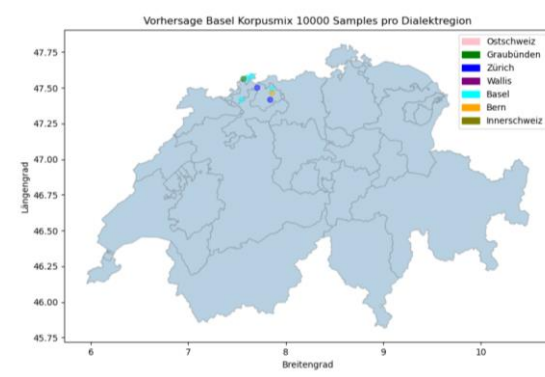 Vorhersage Basel Korpusmix 10000 Samples pro Dialektregion
Ostschweiz
Graubünden
Zürich
Wallis
Basel
Bern
Innerschweiz
Längengrad
47.75
47.50
47.25
47.00
46.75
46.50
46.25
46.00
45.75
6
7
8
9
10
Breitengrad